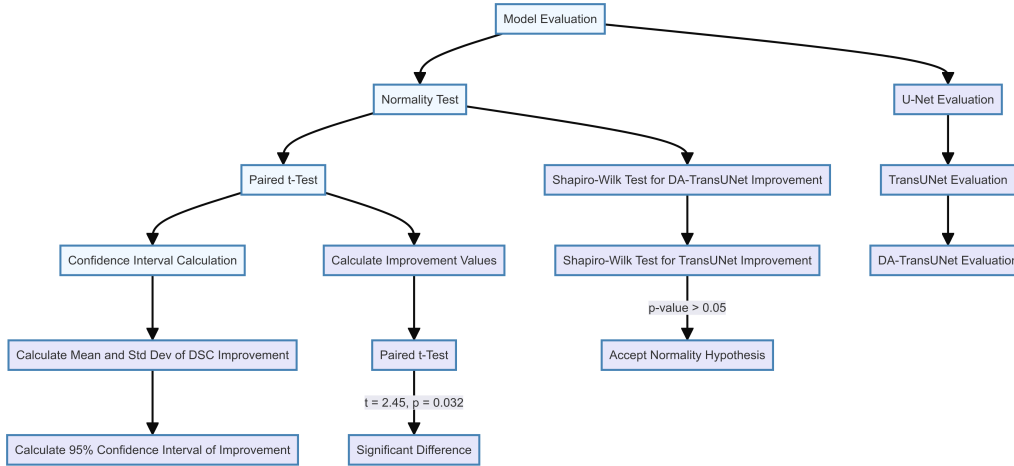 Model Evaluation
Normality Test
U-Net Evaluation
Paired t-Test
Shapiro-Wilk Test for DA-TransUNet Improvement
TransUNet Evaluation
Confidence Interval Calculation
Calculate Improvement Values
Shapiro-Wilk Test for TransUNet Improvement
DA-TransUNet Evaluation
p-value > 0.05
Calculate Mean and Std Dev of DSC Improvement
Paired t-Test
Accept Normality Hypothesis
t = 2.45, p = 0.032
Calculate 95% Confidence Interval of Improvement
Significant Difference